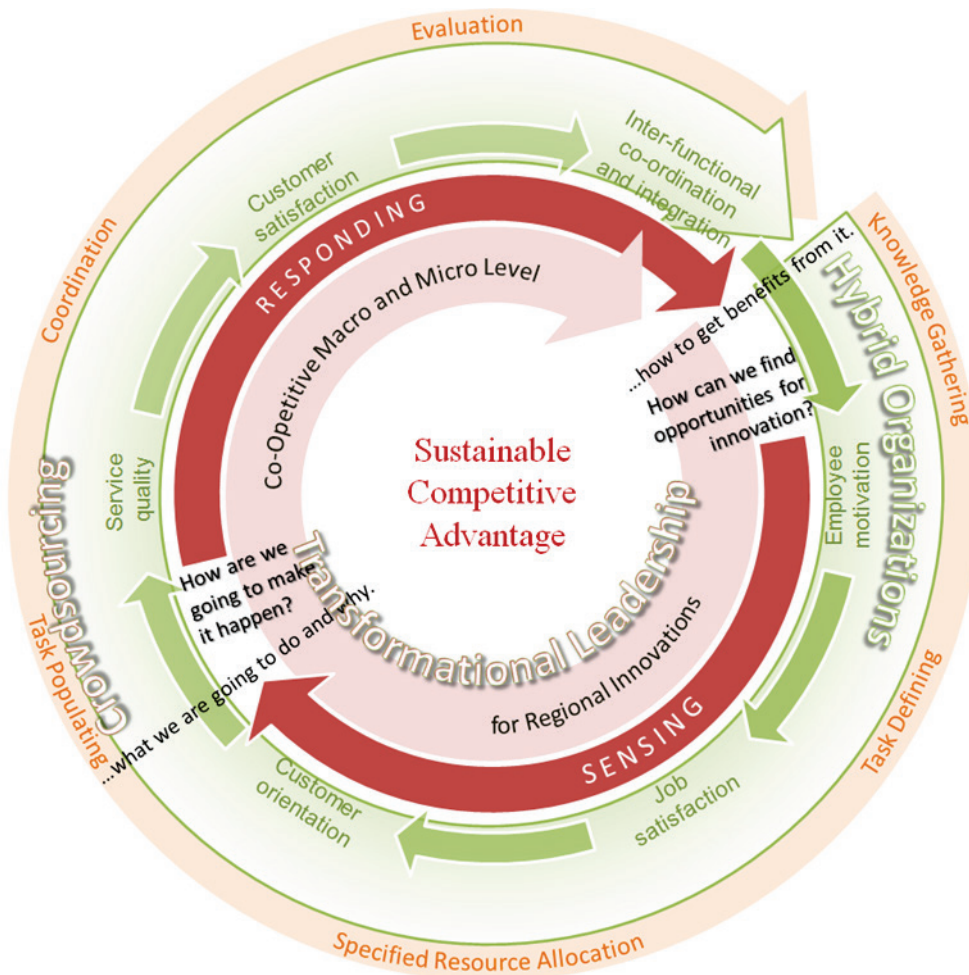 Evaluation
Inter-functional
co-ordination
and integration
Customer
satisfaction
RESPONDING
Co-Opetitive Macro and Micro Level
Coordination
Knowledge Gathering
Hybrid Organizations
...how to get benefits from it.
How can we find
opportunities for
innovation?
Sustainable
Competitive
Advantage
Service
quality
Employee
motivation
Crowdsourcing
Transformational Leadership
How are we
going to make
it happen?
...what we are going to do and why.
for Regional Innovations
SENSING
Task Populating
Task Defining
Customer
orientation
Job
satisfaction
Specified Resource Allocation